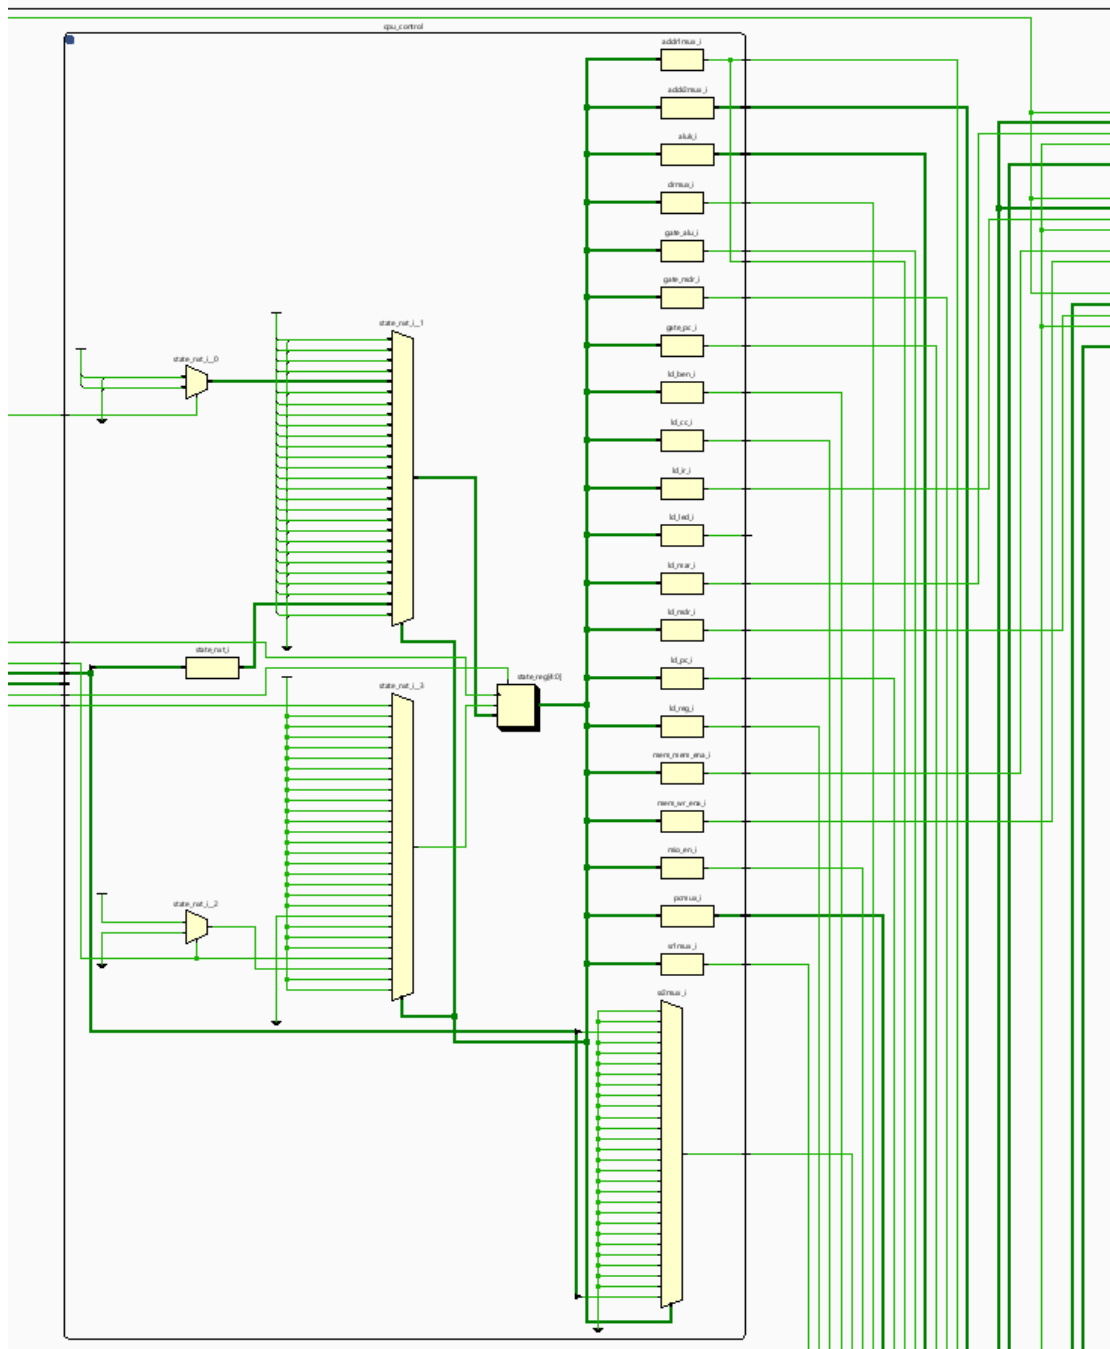 cpu_control
addr1mux_i
addr2mux_i
aluk_i
drmux_i
gate_alu_i
gate_mdr_i
gate_pc_i
state_nxt_i__1
state_nxt_i__0
ld_ben_i
ld_cc_i
ld_ir_i
ld_led_i
ld_mar_i
ld_mdr_i
state_nxt_i
ld_pc_i
state_reg[4:0]
state_nxt_i__3
ld_reg_i
mem_mem_ena_i
mem_wr_ena_i
mio_en_i
state_nxt_i__2
pcmux_i
sr1mux_i
sr2mux_i